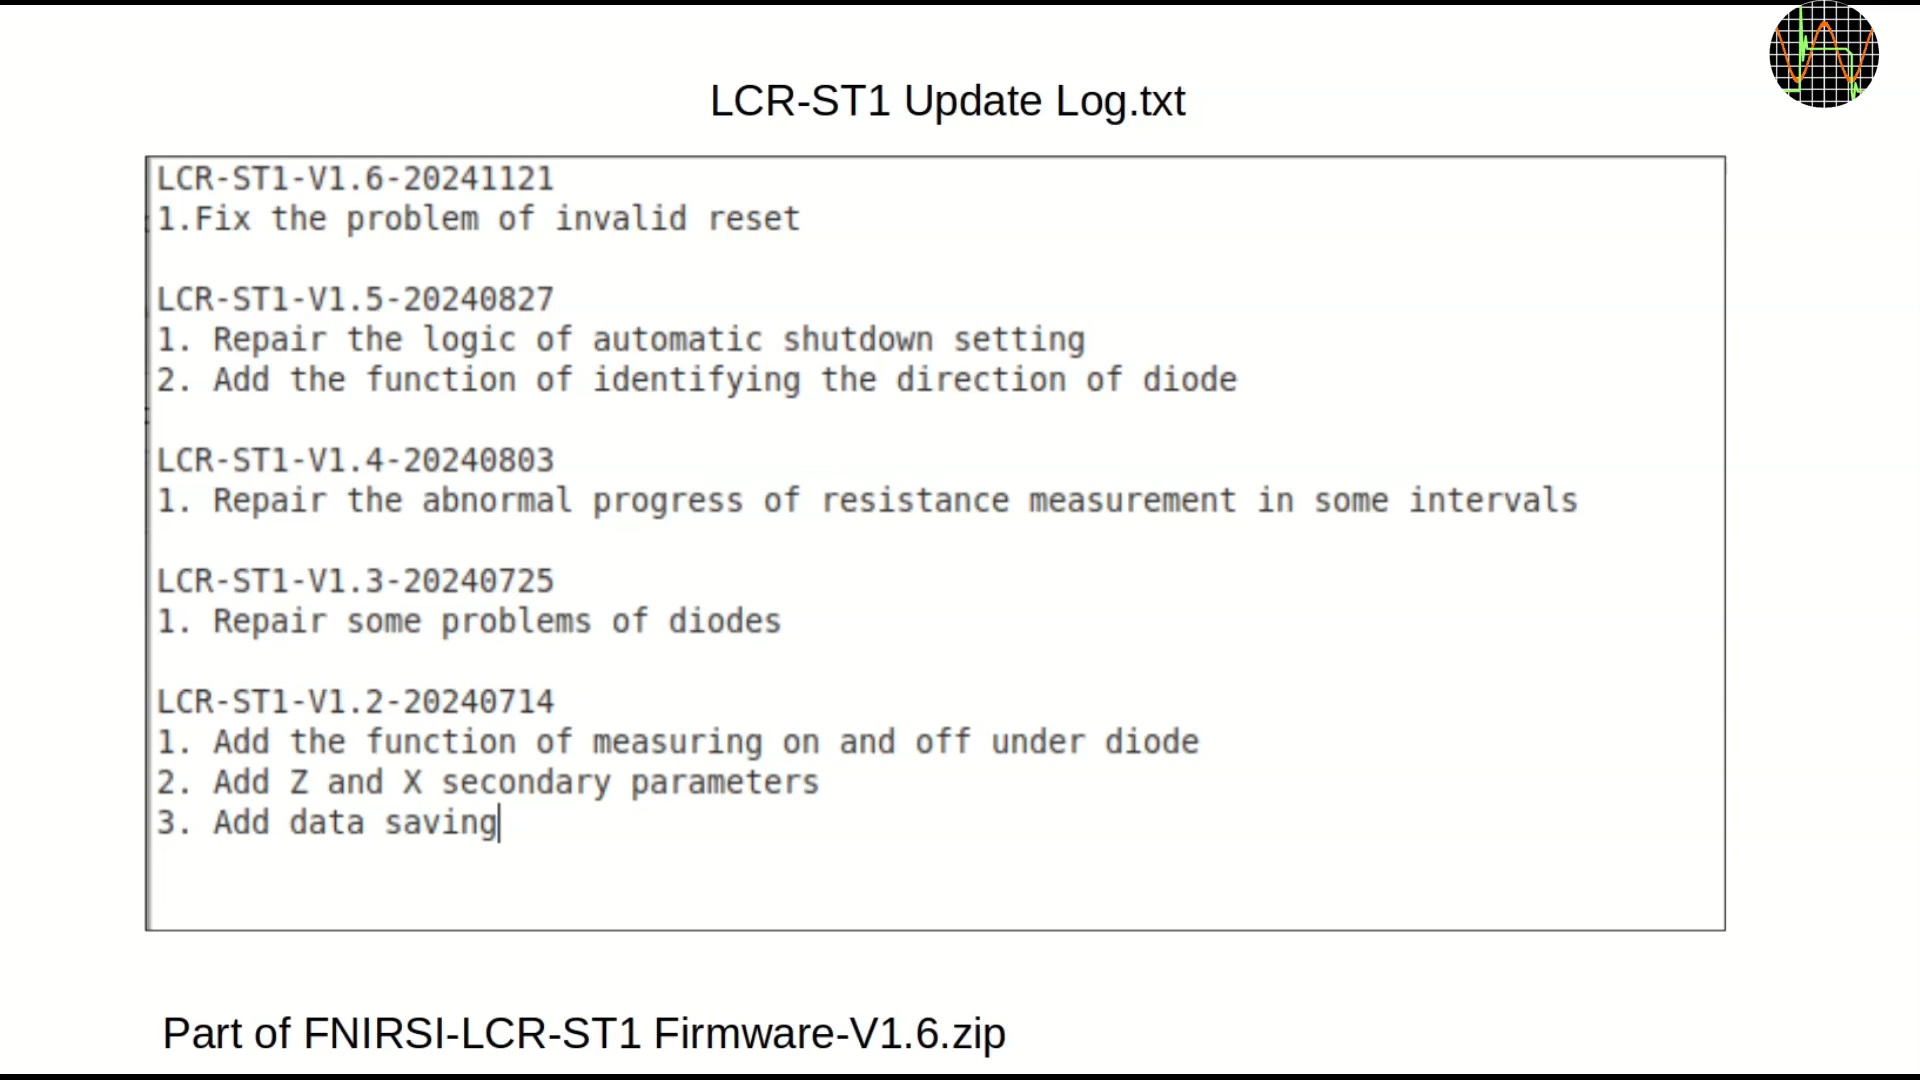 LCR-ST1 Update Log.txt
LCR-ST1-V1.6-20241121
1.Fix the problem of invalid reset
LCR-ST1-V1.5-20240827
1. Repair the logic of automatic shutdown setting
2. Add the function of identifying the direction of diode
LCR-ST1-V1.4-20240803
1. Repair the abnormal progress of resistance measurement in some intervals
LCR-ST1-V1.3-20240725
1. Repair some problems of diodes
LCR-ST1-V1.2-20240714
1. Add the function of measuring on and off under diode
2. Add Z and X secondary parameters
3. Add data saving
Part of FNIRSI-LCR-ST1 Firmware-V1.6.zip